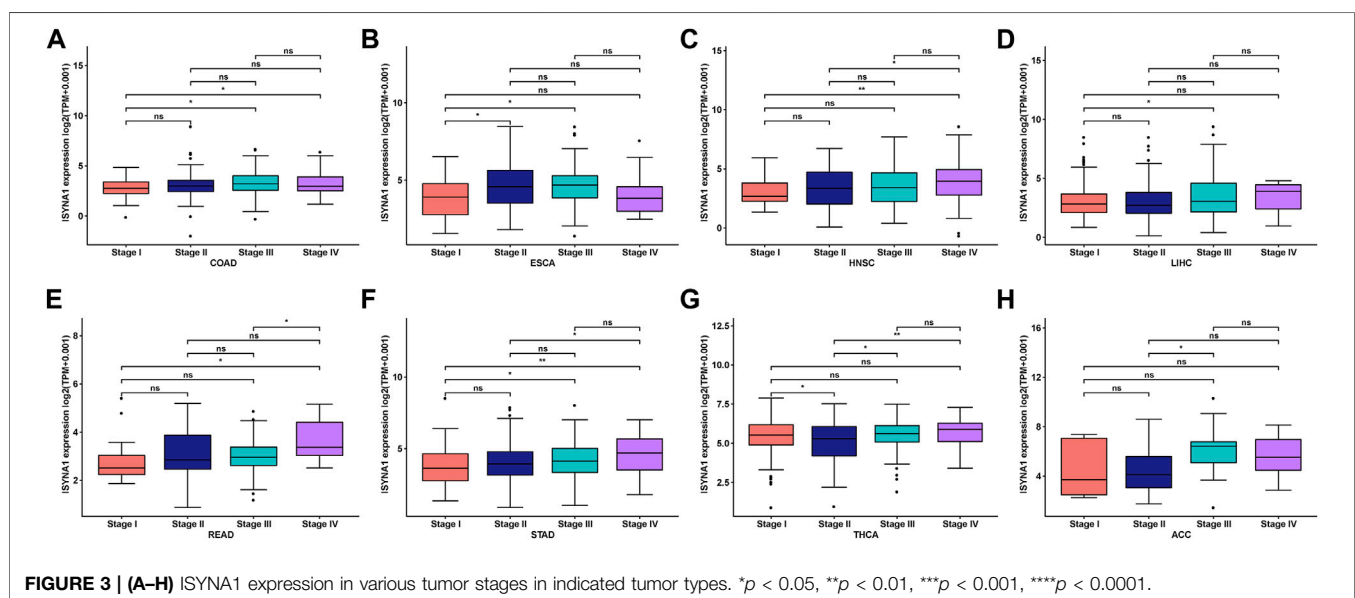 A
B
C
D
ISYNA1 expression log2(TPM+0.001)
15
10
5
0
ns
ns
ns
*
*
ns
Stage I Stage II Stage III Stage IV
COAD
ISYNA1 expression log2(TPM+0.001)
10
5
ns
ns
ns
ns
*
*
Stage I Stage II Stage III Stage IV
ESCA
ISYNA1 expression log2(TPM+0.001)
15
10
5
0
ns
*
ns
**
ns
ns
Stage I Stage II Stage III Stage IV
HNSC
ISYNA1 expression log2(TPM+0.001)
15
10
5
0
ns
ns
ns
ns
*
ns
Stage I Stage II Stage III Stage IV
LIHC
E
F
G
H
ISYNA1 expression log2(TPM+0.001)
8
6
4
2
*
ns
ns
*
ns
ns
Stage I Stage II Stage III Stage IV
READ
ISYNA1 expression log2(TPM+0.001)
10
5
ns
*
ns
**
*
ns
Stage I Stage II Stage III Stage IV
STAD
ISYNA1 expression log2(TPM+0.001)
12.5
10.0
7.5
5.0
2.5
ns
**
*
ns
ns
*
Stage I Stage II Stage III Stage IV
THCA
ISYNA1 expression log2(TPM+0.001)
16
12
8
4
ns
ns
*
ns
ns
ns
Stage I Stage II Stage III Stage IV
ACC
FIGURE 3 | (A–H) ISYNA1 expression in various tumor stages in indicated tumor types. *p < 0.05, **p < 0.01, ***p < 0.001, ****p < 0.0001.